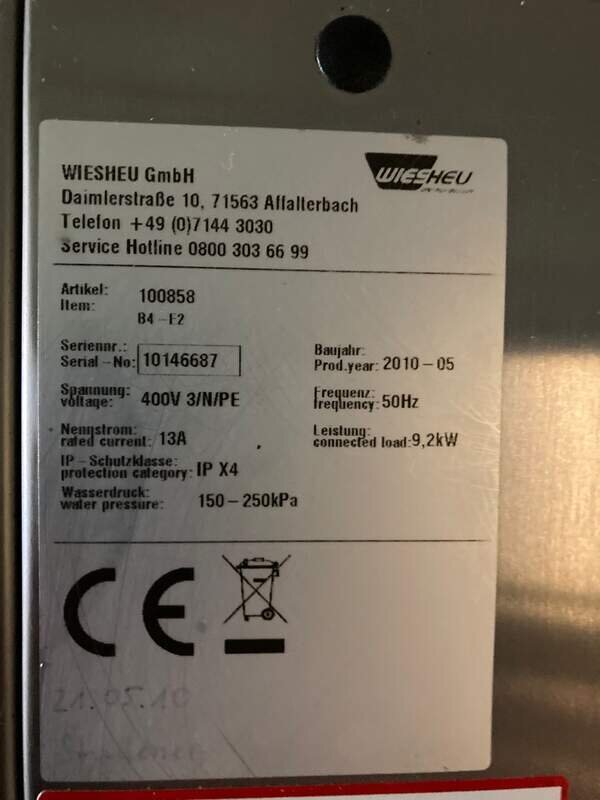 WIESHEU GmbH
WIESHEU
Daimlerstraße 10, 71563 Affalterbach
Telefon +49 (0)7144 3030
Service Hotline 0800 303 66 99
Artikel: 100858
Item: B4-E2
Seriennr.:
Serial-No: 10146687
Baujahr:
Prod.year: 2010-05
Spannung:
voltage: 400V 3/N/PE
Frequenz:
frequency: 50Hz
Nennstrom:
rated current: 13A
Leistung:
connected load: 9,2kW
IP-Schutzklasse:
protection category: IP X4
Wasserdruck:
water pressure: 150-250kPa
CE
21.05.10